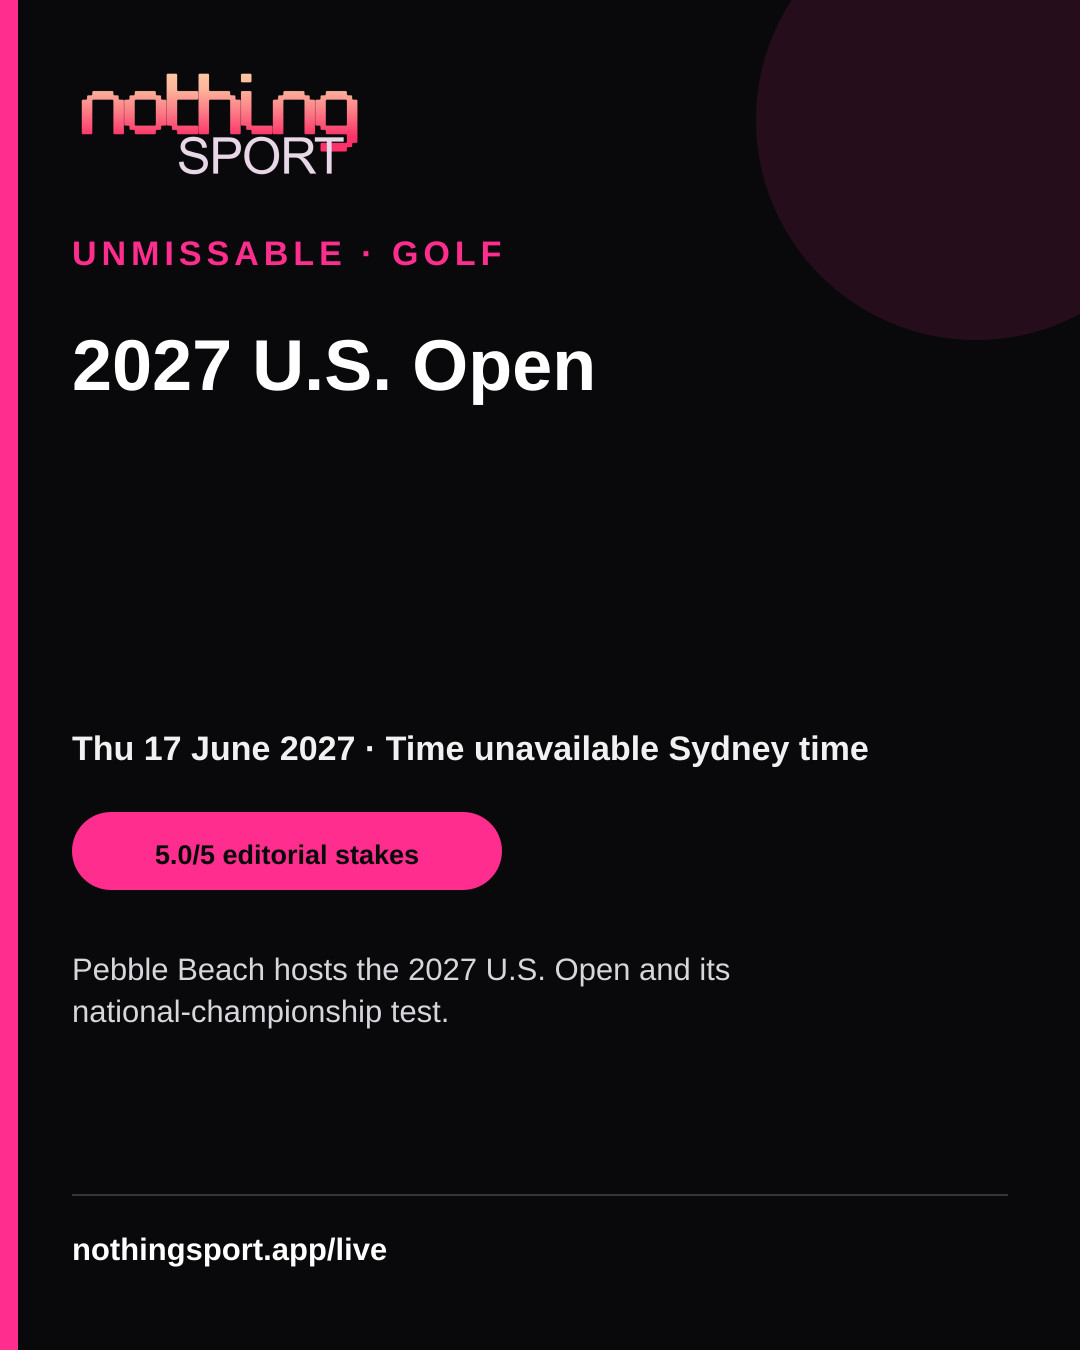 nothing
SPORT
UNMISSABLE · GOLF
2027 U.S. Open
Thu 17 June 2027 · Time unavailable Sydney time
5.0/5 editorial stakes
Pebble Beach hosts the 2027 U.S. Open and its
national-championship test.
nothingsport.app/live